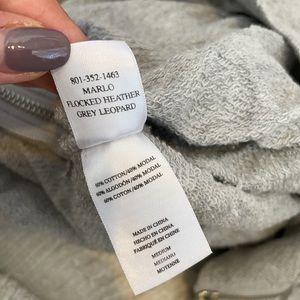 801-352-1463
MARLO
FLOCKED HEATHER
GREY LEOPARD
60% COTTON/40% MODAL
60% ALGODÓN/40% MODAL
60% COTON/40% MODAL
MADE IN CHINA
HECHO EN CHINA
FABRIQUÉ EN CHINE
MEDIUM
MEDIANO
MOYENNE